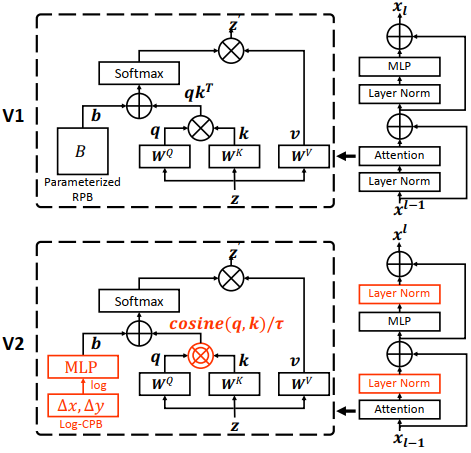 V1
z'
Softmax
qkᵀ
b
q
k
v
B
W^Q
W^K
W^V
Parameterized
RPB
z
x_l
MLP
Layer Norm
Attention
Layer Norm
x^{l-1}
V2
z'
Softmax
cosine(q, k)/τ
b
q
k
v
MLP
W^Q
W^K
W^V
log
Δx, Δy
Log-CPB
z
x^l
Layer Norm
MLP
Layer Norm
Attention
x_{l-1}